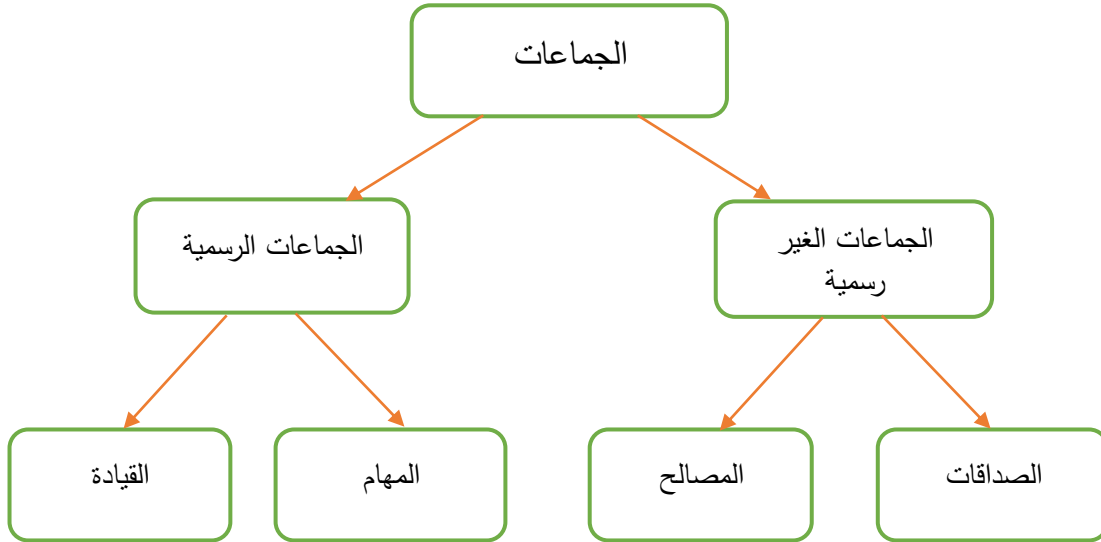 الجماعات
الجماعات الغير
رسمية
الجماعات الرسمية
الصداقات
المصالح
المهام
القيادة